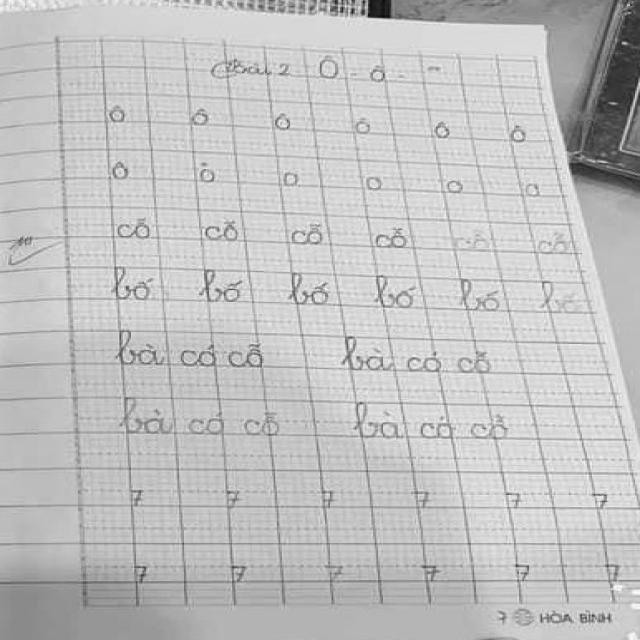 Bài 2 Ô - ô - ~
ô ô ô ô ô ô
ô ô o o o o
cỗ cỗ cỗ cỗ cỗ cỗ
bố bố bố bố bố bố
bà có cỗ bà có cỗ
bà có cỗ bà có cỗ
7 7 7 7 7 7
7 7 7 7 7 7
7 HÒA BÌNH